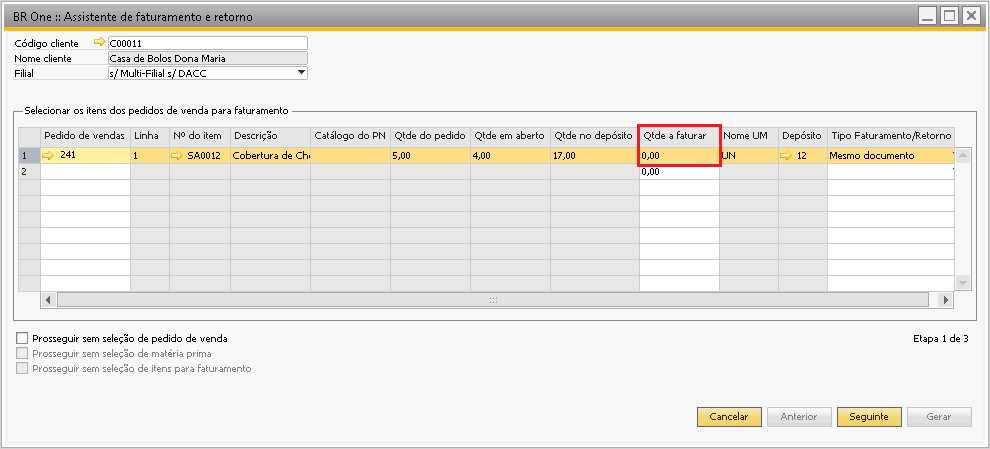 BR One :: Assistente de faturamento e retorno
Código cliente C00011
Nome cliente Casa de Bolos Dona Maria
Filial s/ Multi-Filial s/ DACC
Selecionar os itens dos pedidos de venda para faturamento
Pedido de vendas Linha Nº do item Descrição Catálogo do PN Qtde do pedido Qtde em aberto Qtde no depósito Qtde a faturar Nome UM Depósito Tipo Faturamento/Retorno
1 241 1 SA0012 Cobertura de Ch 5,00 4,00 17,00 0,00 UN 12 Mesmo documento
2 0,00
Prosseguir sem seleção de pedido de venda Etapa 1 de 3
Prosseguir sem seleção de matéria prima
Prosseguir sem seleção de itens para faturamento
Cancelar Anterior Seguinte Gerar